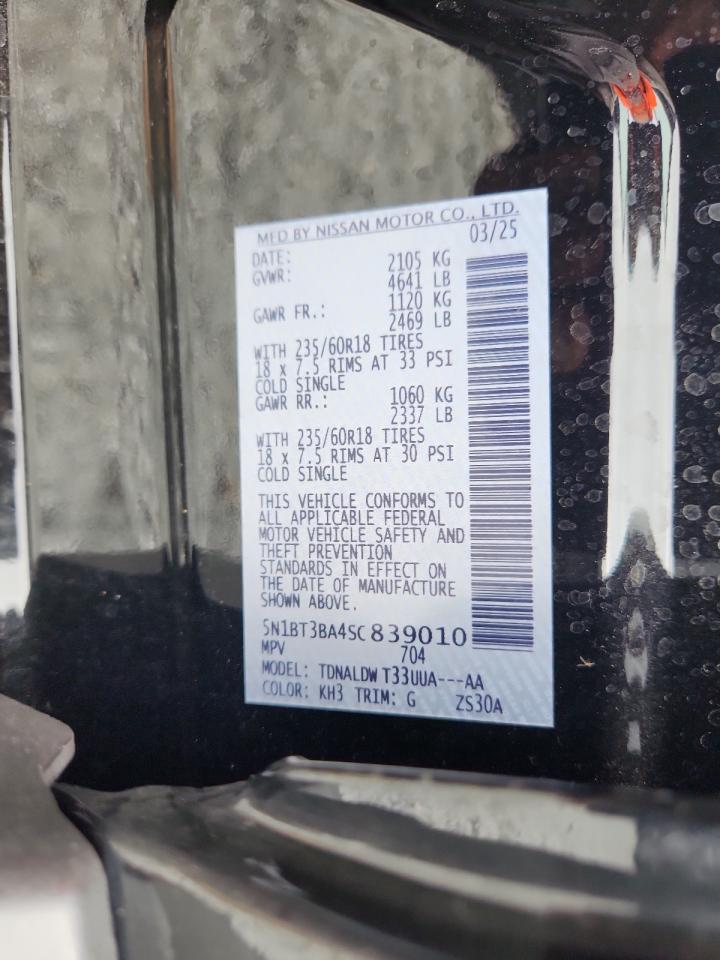 MFD BY NISSAN MOTOR CO., LTD.
DATE: 03/25
GVWR: 2105 KG
4641 LB
GAWR FR.: 1120 KG
2469 LB
WITH 235/60R18 TIRES
18 x 7.5 RIMS AT 33 PSI
COLD SINGLE
GAWR RR.: 1060 KG
2337 LB
WITH 235/60R18 TIRES
18 x 7.5 RIMS AT 30 PSI
COLD SINGLE
THIS VEHICLE CONFORMS TO
ALL APPLICABLE FEDERAL
MOTOR VEHICLE SAFETY AND
THEFT PREVENTION
STANDARDS IN EFFECT ON
THE DATE OF MANUFACTURE
SHOWN ABOVE.
5N1BT3BA4SC839010
MPV 704
MODEL: TDNALDW T33UUA---AA
COLOR: KH3 TRIM: G ZS30A